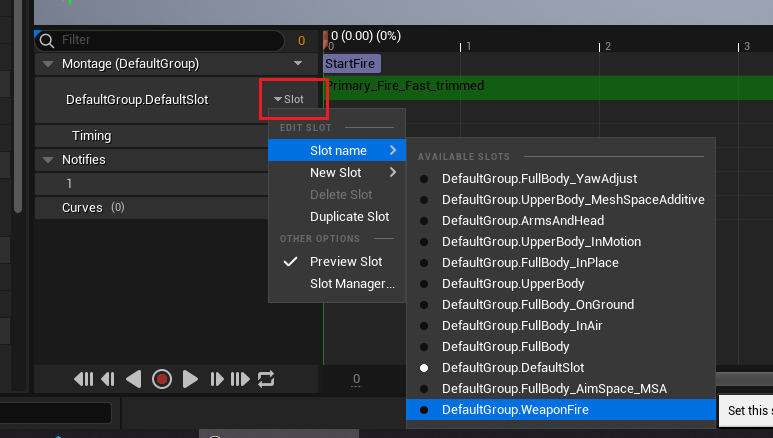 Filter
0
0 (0.00) (0%)
0
1
2
3
Montage (DefaultGroup)
StartFire
DefaultGroup.DefaultSlot
Slot
Primary_Fire_Fast_trimmed
Timing
Notifies
1
Curves (0)
EDIT SLOT
Slot name
New Slot
Delete Slot
Duplicate Slot
OTHER OPTIONS
Preview Slot
Slot Manager...
AVAILABLE SLOTS
DefaultGroup.FullBody_YawAdjust
DefaultGroup.UpperBody_MeshSpaceAdditive
DefaultGroup.ArmsAndHead
DefaultGroup.UpperBody_InMotion
DefaultGroup.FullBody_InPlace
DefaultGroup.UpperBody
DefaultGroup.FullBody_OnGround
DefaultGroup.FullBody_InAir
DefaultGroup.FullBody
DefaultGroup.DefaultSlot
DefaultGroup.FullBody_AimSpace_MSA
DefaultGroup.WeaponFire
0
Set this s